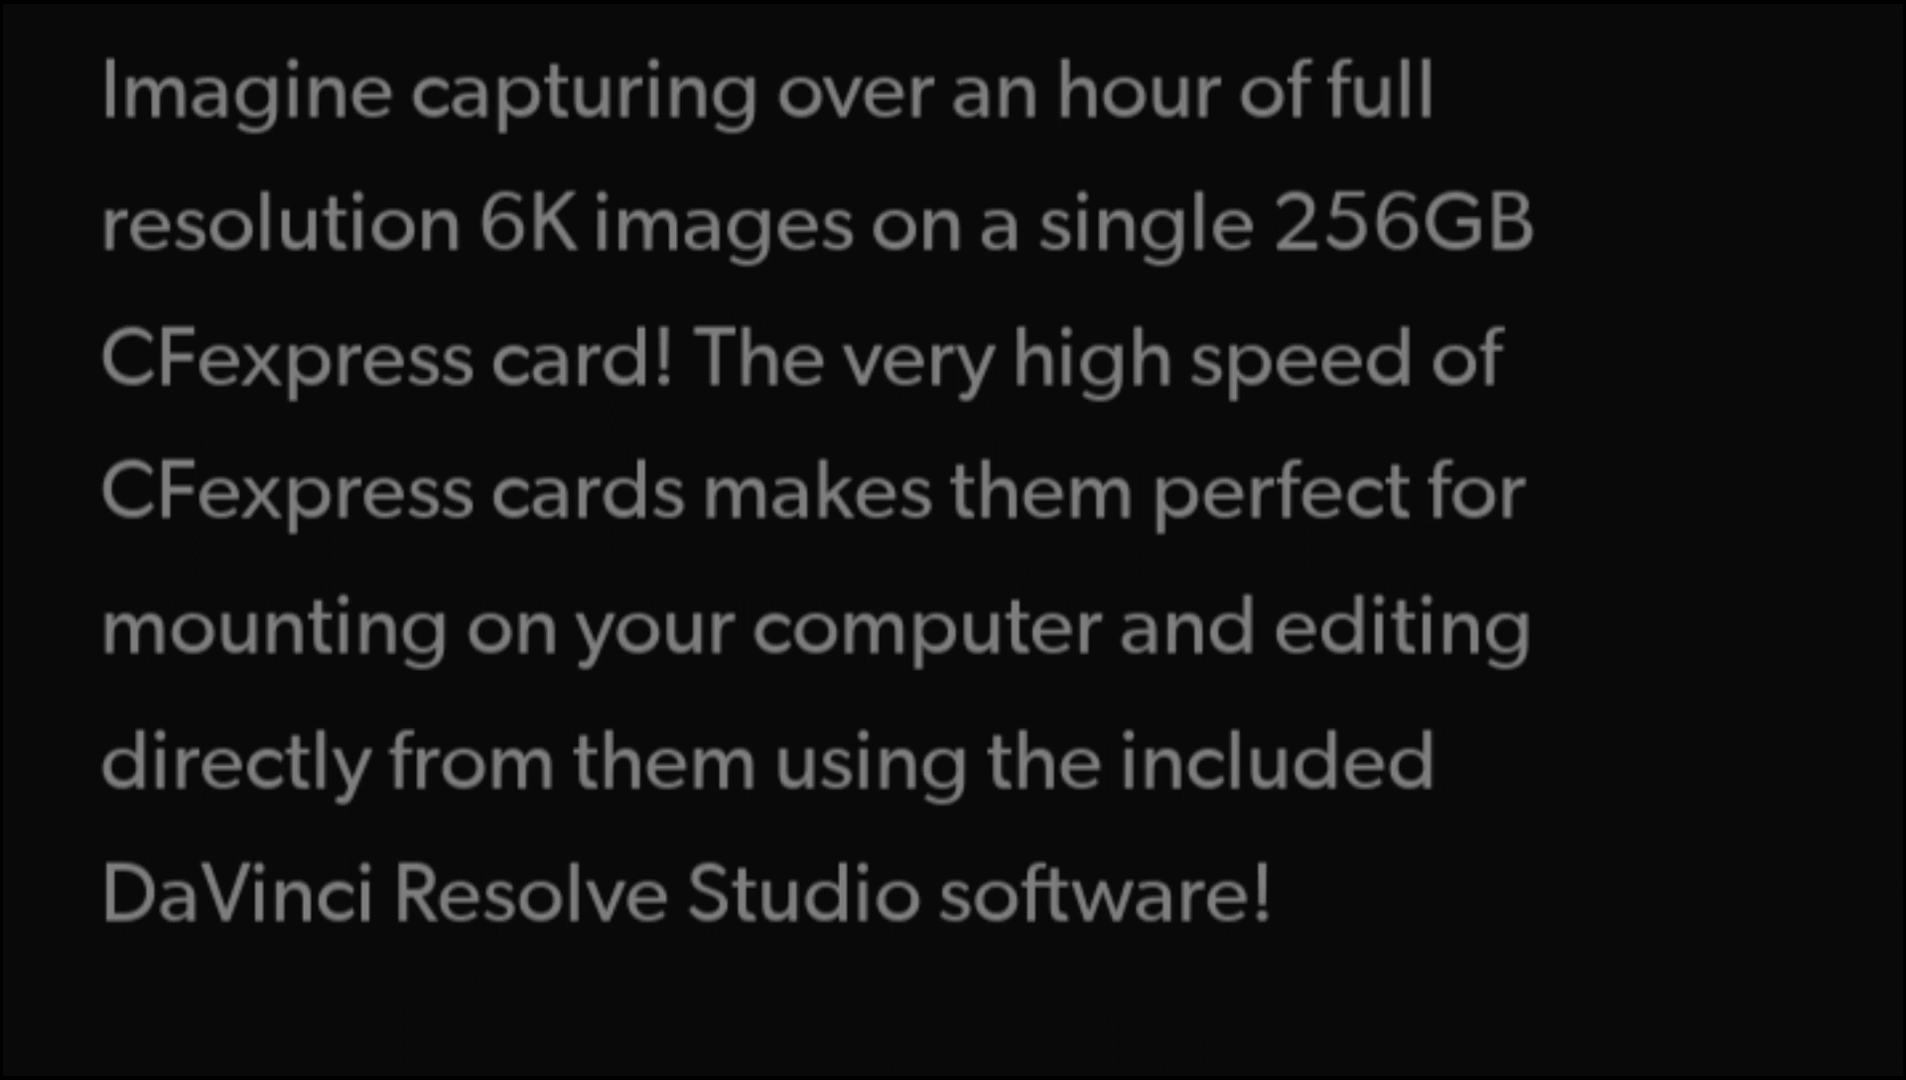 Imagine capturing over an hour of full
resolution 6K images on a single 256GB
CFexpress card! The very high speed of
CFexpress cards makes them perfect for
mounting on your computer and editing
directly from them using the included
DaVinci Resolve Studio software!